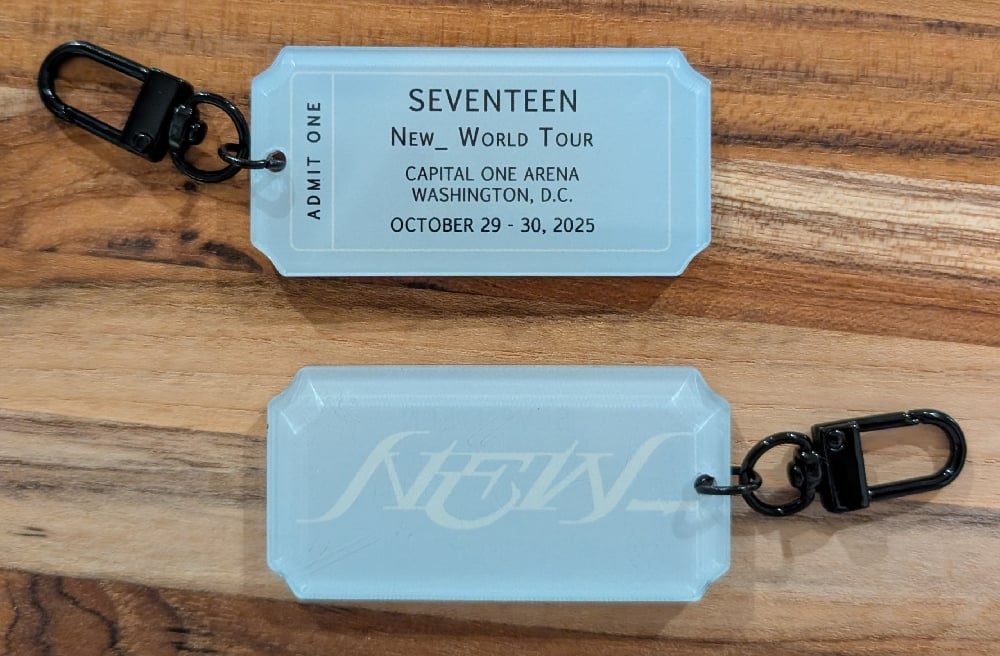 ADMIT ONE
SEVENTEEN
New_ World Tour
CAPITAL ONE ARENA
WASHINGTON, D.C.
OCTOBER 29 - 30, 2025
NEW_